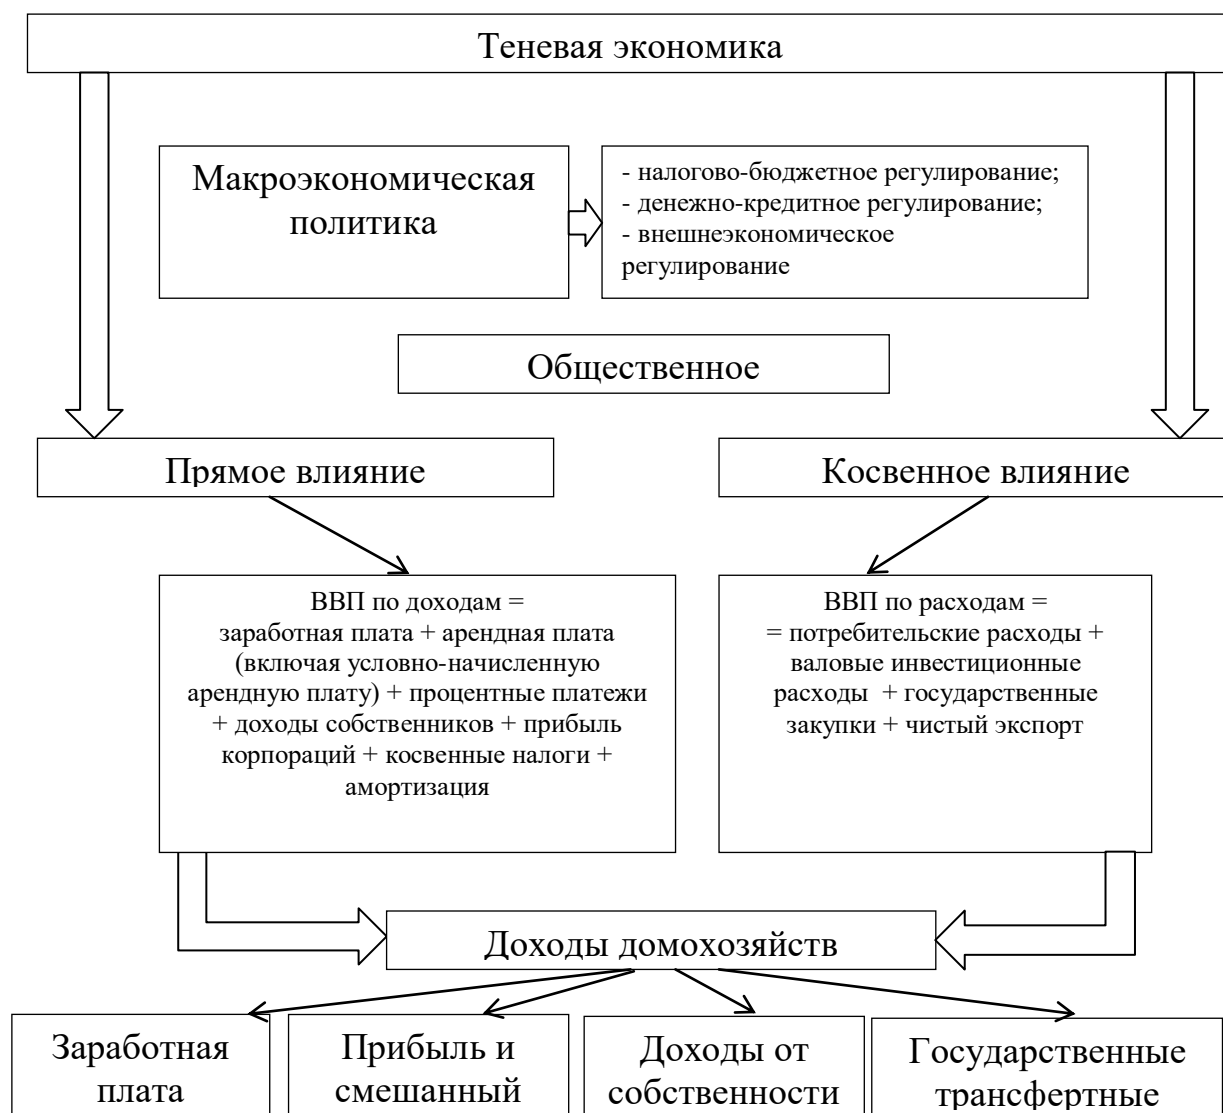 Теневая экономика
Макроэкономическая
политика
- налогово-бюджетное регулирование;
- денежно-кредитное регулирование;
- внешнеэкономическое
регулирование
Общественное
Прямое влияние
Косвенное влияние
ВВП по доходам =
заработная плата + арендная плата
(включая условно-начисленную
арендную плату) + процентные платежи
+ доходы собственников + прибыль
корпораций + косвенные налоги +
амортизация
ВВП по расходам =
= потребительские расходы +
валовые инвестиционные
расходы + государственные
закупки + чистый экспорт
Доходы домохозяйств
Заработная
плата
Прибыль и
смешанный
Доходы от
собственности
Государственные
трансфертные